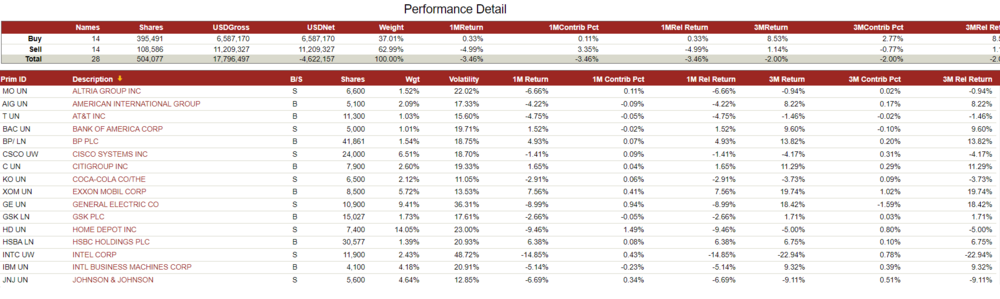 Performance Detail
Names Shares USDGross USDNet Weight 1MReturn 1MContrib Pct 1MRel Return 3MReturn 3MContrib Pct 3MRel Retu
Buy 14 395,491 6,587,170 6,587,170 37.01% 0.33% 0.11% 0.33% 8.53% 2.77% 8.5
Sell 14 108,586 11,209,327 11,209,327 62.99% -4.99% 3.35% -4.99% 1.14% -0.77% 1.1
Total 28 504,077 17,796,497 -4,622,157 100.00% -3.46% -3.46% -3.46% -2.00% -2.00% -2.0
Prim ID Description B/S Shares Wgt Volatility 1M Return 1M Contrib Pct 1M Rel Return 3M Return 3M Contrib Pct 3M Rel Return
MO UN ALTRIA GROUP INC S 6,600 1.52% 22.02% -6.66% 0.11% -6.66% -0.94% 0.02% -0.94%
AIG UN AMERICAN INTERNATIONAL GROUP B 5,100 2.09% 17.33% -4.22% -0.09% -4.22% 8.22% 0.17% 8.22%
T UN AT&T INC B 11,300 1.03% 15.60% -4.75% -0.05% -4.75% -1.46% -0.02% -1.46%
BAC UN BANK OF AMERICA CORP S 5,000 1.01% 19.71% 1.52% -0.02% 1.52% 9.60% -0.10% 9.60%
BP/ LN BP PLC B 41,861 1.54% 18.75% 4.93% 0.07% 4.93% 13.82% 0.20% 13.82%
CSCO UW CISCO SYSTEMS INC S 24,000 6.51% 18.70% -1.41% 0.09% -1.41% -4.17% 0.31% -4.17%
C UN CITIGROUP INC B 7,900 2.60% 19.33% 1.65% 0.04% 1.65% 11.29% 0.29% 11.29%
KO UN COCA-COLA CO/THE S 6,500 2.12% 11.05% -2.91% 0.06% -2.91% -3.73% 0.09% -3.73%
XOM UN EXXON MOBIL CORP B 8,500 5.72% 13.53% 7.56% 0.41% 7.56% 19.74% 1.02% 19.74%
GE UN GENERAL ELECTRIC CO S 10,900 9.41% 36.31% -8.99% 0.94% -8.99% 18.42% -1.59% 18.42%
GSK LN GSK PLC B 15,027 1.73% 17.61% -2.66% -0.05% -2.66% 1.71% 0.03% 1.71%
HD UN HOME DEPOT INC S 7,400 14.05% 23.00% -9.46% 1.49% -9.46% -5.00% 0.80% -5.00%
HSBA LN HSBC HOLDINGS PLC B 30,577 1.39% 20.93% 6.38% 0.08% 6.38% 6.75% 0.10% 6.75%
INTC UW INTEL CORP S 11,900 2.43% 48.72% -14.85% 0.43% -14.85% -22.94% 0.78% -22.94%
IBM UN INTL BUSINESS MACHINES CORP B 4,100 4.18% 20.91% -5.14% -0.23% -5.14% 9.32% 0.39% 9.32%
JNJ UN JOHNSON & JOHNSON S 5,600 4.64% 12.85% -6.69% 0.34% -6.69% -9.11% 0.51% -9.11%